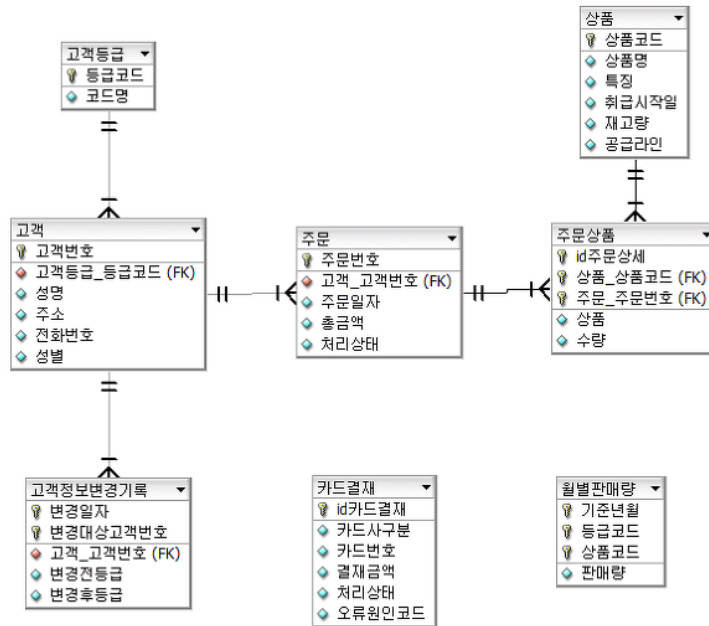 고객등급
등급코드
코드명
상품
상품코드
상품명
특징
취급시작일
재고량
공급라인
고객
고객번호
고객등급_등급코드 (FK)
성명
주소
전화번호
성별
주문
주문번호
고객_고객번호 (FK)
주문일자
총금액
처리상태
주문상품
id주문상세
상품_상품코드 (FK)
주문_주문번호 (FK)
상품
수량
고객정보변경기록
변경일자
변경대상고객번호
고객_고객번호 (FK)
변경전등급
변경후등급
카드결재
id카드결재
카드사구분
카드번호
결재금액
처리상태
오류원인코드
월별판매량
기준년월
등급코드
상품코드
판매량